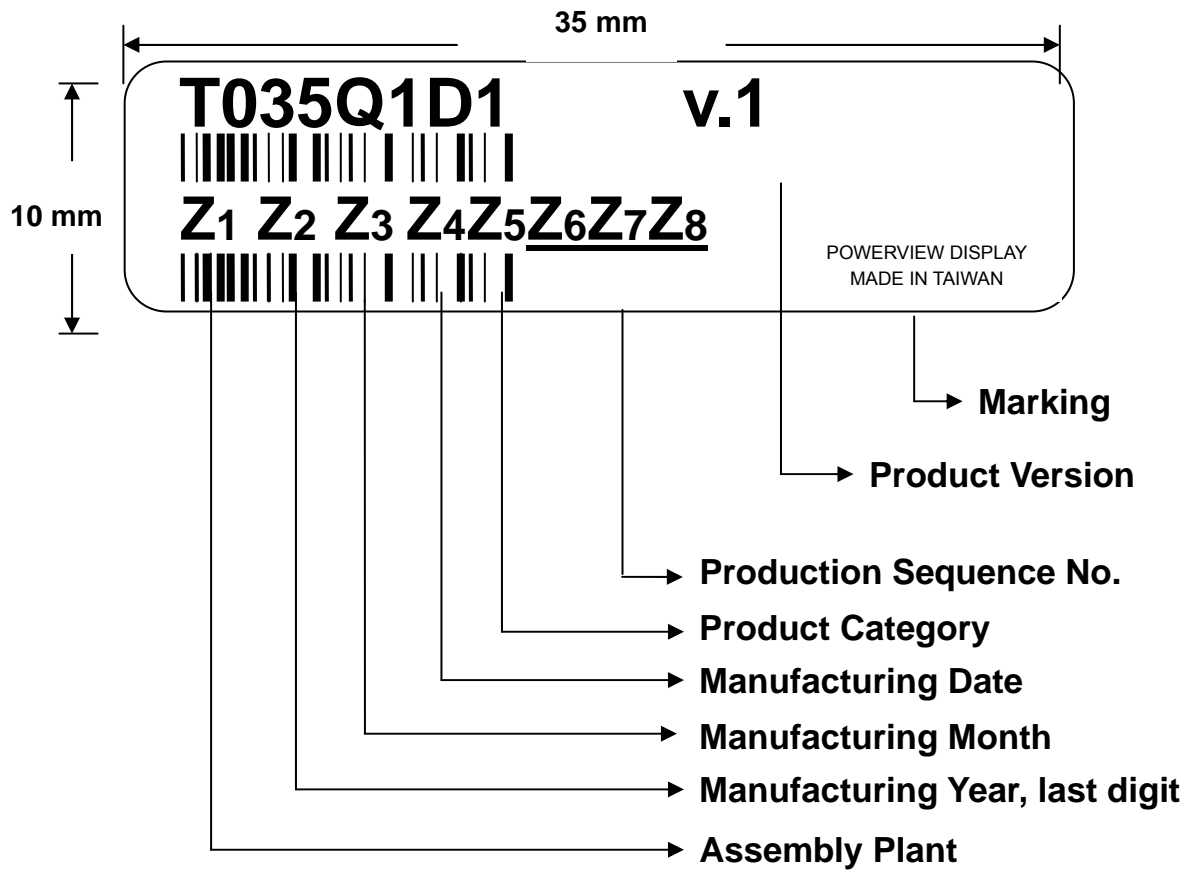 35 mm
T035Q1D1 v.1
10 mm
Z1 Z2 Z3 Z4Z5Z6Z7Z8
POWERVIEW DISPLAY
MADE IN TAIWAN
Marking
Product Version
Production Sequence No.
Product Category
Manufacturing Date
Manufacturing Month
Manufacturing Year, last digit
Assembly Plant